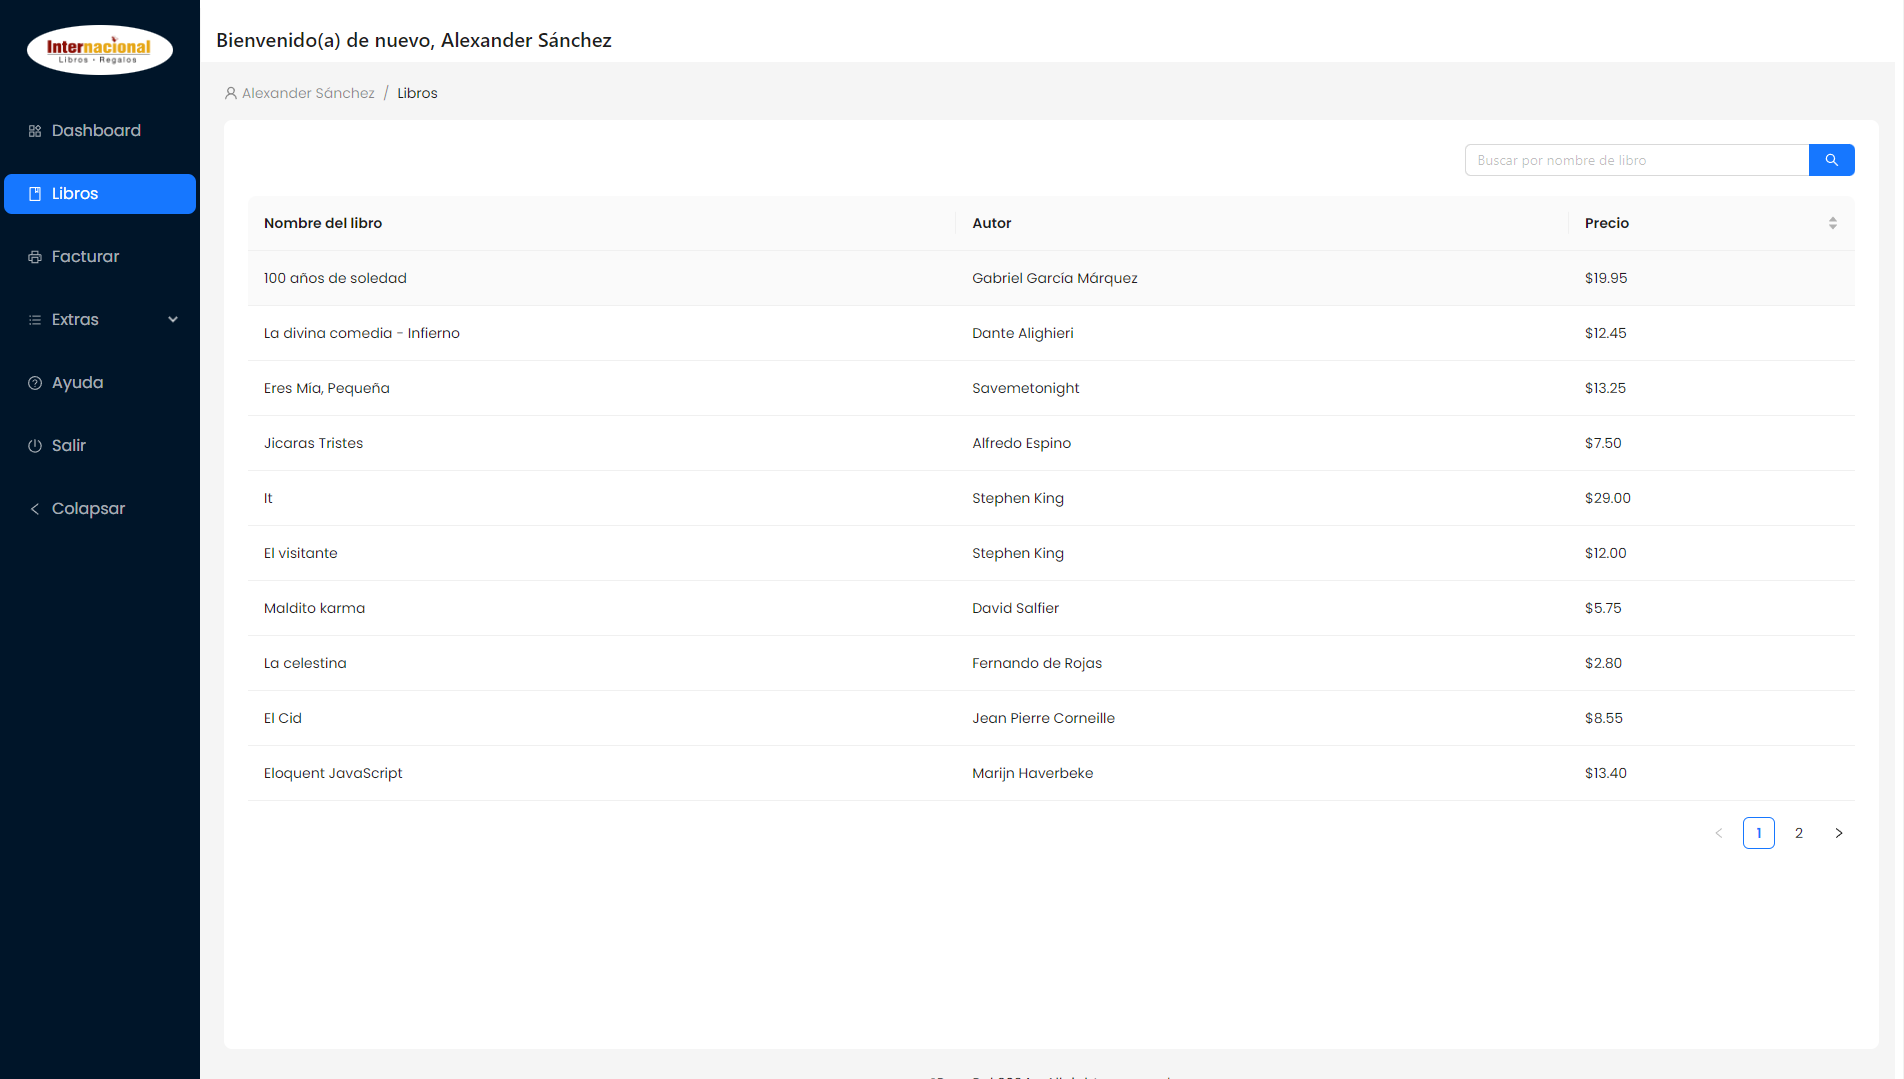 Internacional
Libros - Regalos
Bienvenido(a) de nuevo, Alexander Sánchez
Alexander Sánchez / Libros
Dashboard
Libros
Facturar
Extras
Ayuda
Salir
Colapsar
Buscar por nombre de libro
Nombre del libro Autor Precio
100 años de soledad Gabriel García Márquez $19.95
La divina comedia - Infierno Dante Alighieri $12.45
Eres Mía, Pequeña Savemetonight $13.25
Jicaras Tristes Alfredo Espino $7.50
It Stephen King $29.00
El visitante Stephen King $12.00
Maldito karma David Salfier $5.75
La celestina Fernando de Rojas $2.80
El Cid Jean Pierre Corneille $8.55
Eloquent JavaScript Marijn Haverbeke $13.40
< 1 2 >